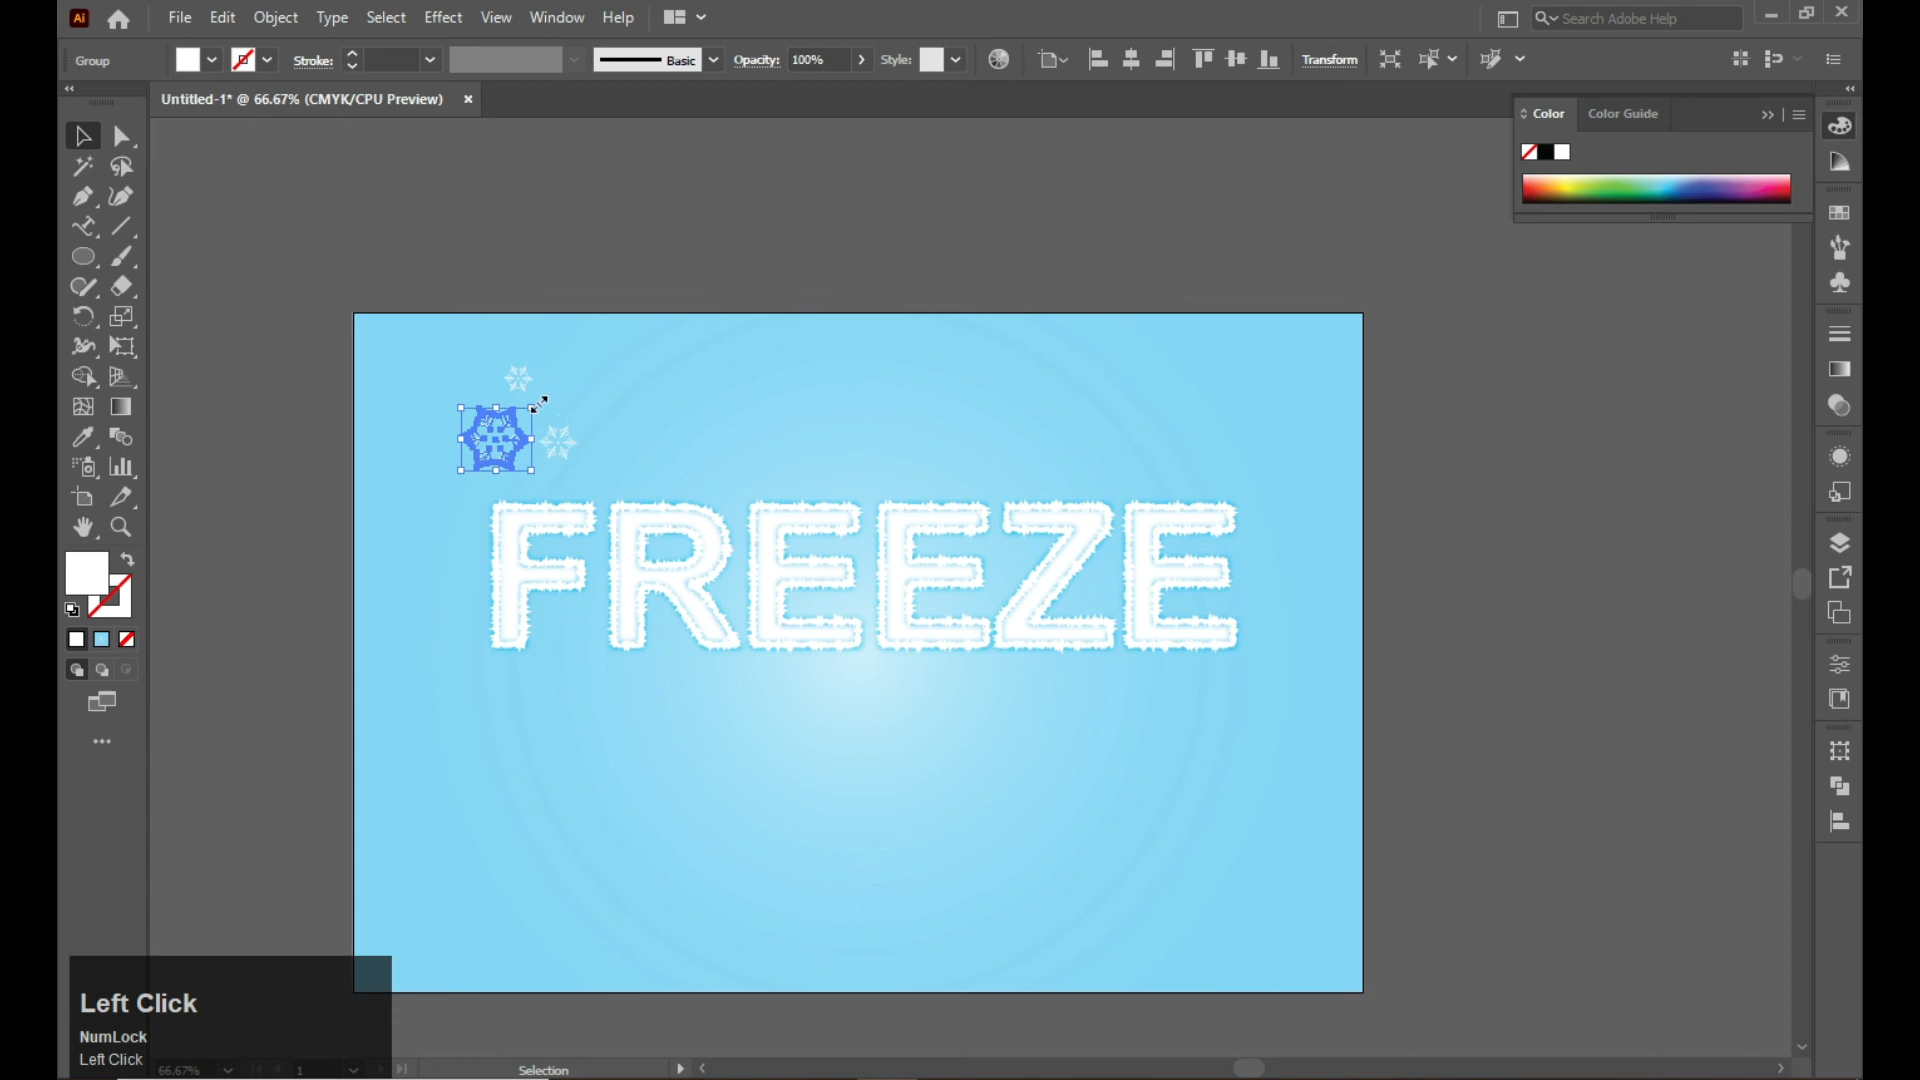 Ai
File Edit Object Type Select Effect View Window Help
Search Adobe Help
Group
Stroke:
Basic
Opacity: 100%
Style:
Transform
Untitled-1* @ 66.67% (CMYK/CPU Preview)
Color
Color Guide
FREEZE
Left Click
NumLock
Left Click
66.67%
1
Selection